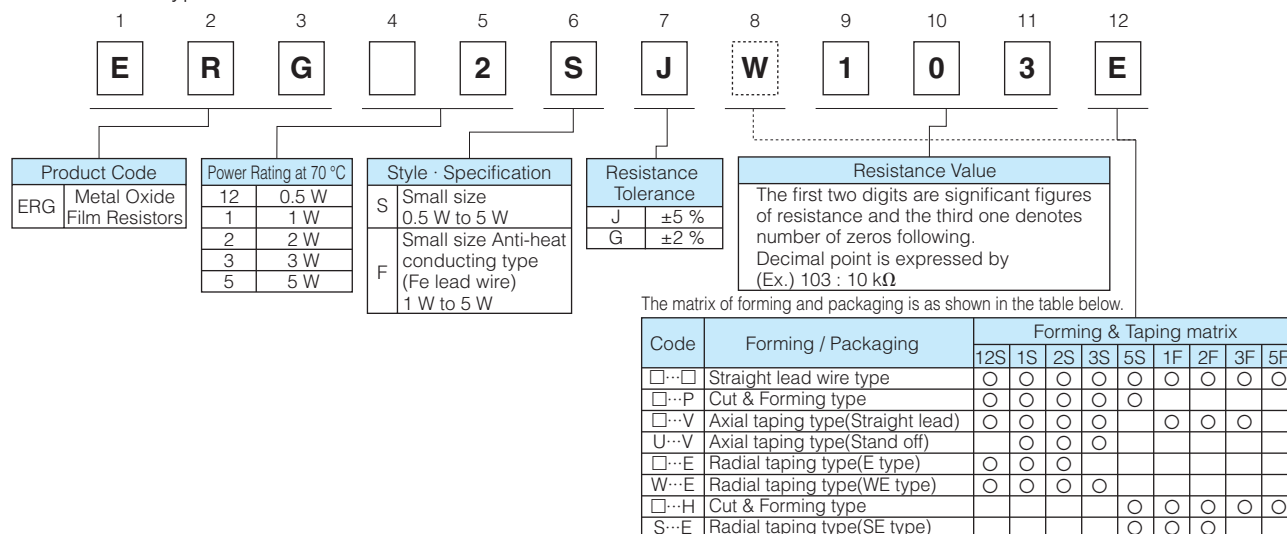 1 2 3 4 5 6 7 8 9 10 11 12
E R G 2 S J W 1 0 3 E
Product Code
ERG Metal Oxide Film Resistors
Power Rating at 70 °C
12 0.5 W
1 1 W
2 2 W
3 3 W
5 5 W
Style · Specification
S Small size
0.5 W to 5 W
F Small size Anti-heat
conducting type
(Fe lead wire)
1 W to 5 W
Resistance
Tolerance
J ±5 %
G ±2 %
Resistance Value
The first two digits are significant figures
of resistance and the third one denotes
number of zeros following.
Decimal point is expressed by
(Ex.) 103 : 10 kΩ
The matrix of forming and packaging is as shown in the table below.
Code Forming / Packaging Forming & Taping matrix
12S 1S 2S 3S 5S 1F 2F 3F 5F
□···□ Straight lead wire type ○ ○ ○ ○ ○ ○ ○ ○ ○
□···P Cut & Forming type ○ ○ ○ ○ ○
□···V Axial taping type(Straight lead) ○ ○ ○ ○ ○ ○ ○
U···V Axial taping type(Stand off) ○ ○ ○
□···E Radial taping type(E type) ○ ○ ○
W···E Radial taping type(WE type) ○ ○ ○ ○
□···H Cut & Forming type ○ ○ ○ ○ ○
S···E Radial taping type(SE type) ○ ○ ○